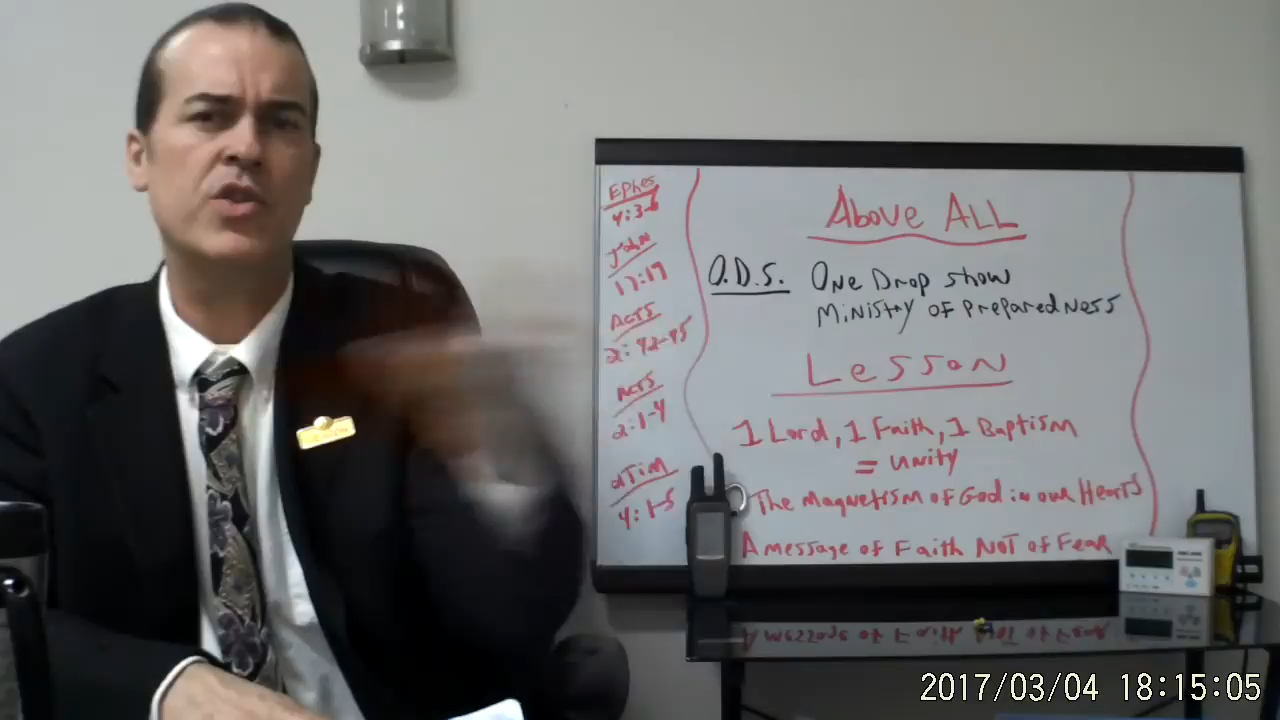 Ephes
4:3-6
John
17:17
Acts
2:42-45
Acts
2:1-4
2Tim
4:1-5
Above ALL
O.D.S. One Drop show
Ministry of PreparedNess
Lesson
1 Lord, 1 Faith, 1 Baptism
= Unity
The Magnetism of God in our Hearts
A message of Faith NOT of Fear
2017/03/04 18:15:05